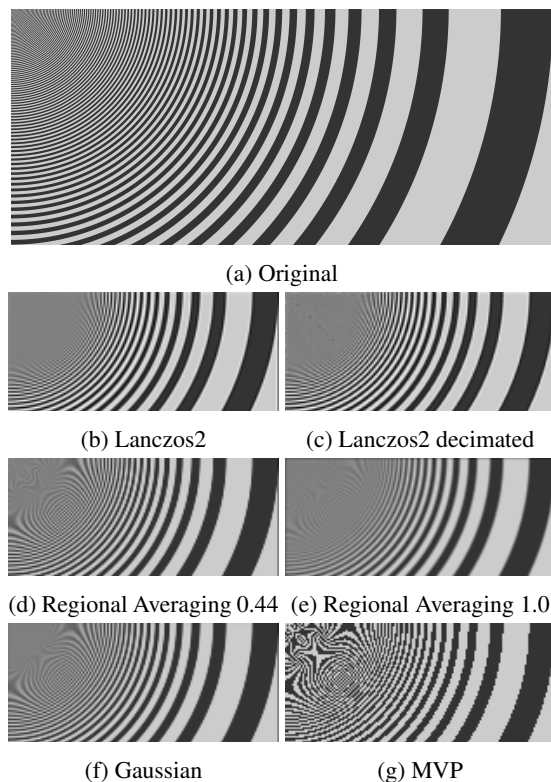 (a) Original
(b) Lanczos2
(c) Lanczos2 decimated
(d) Regional Averaging 0.44
(e) Regional Averaging 1.0
(f) Gaussian
(g) MVP